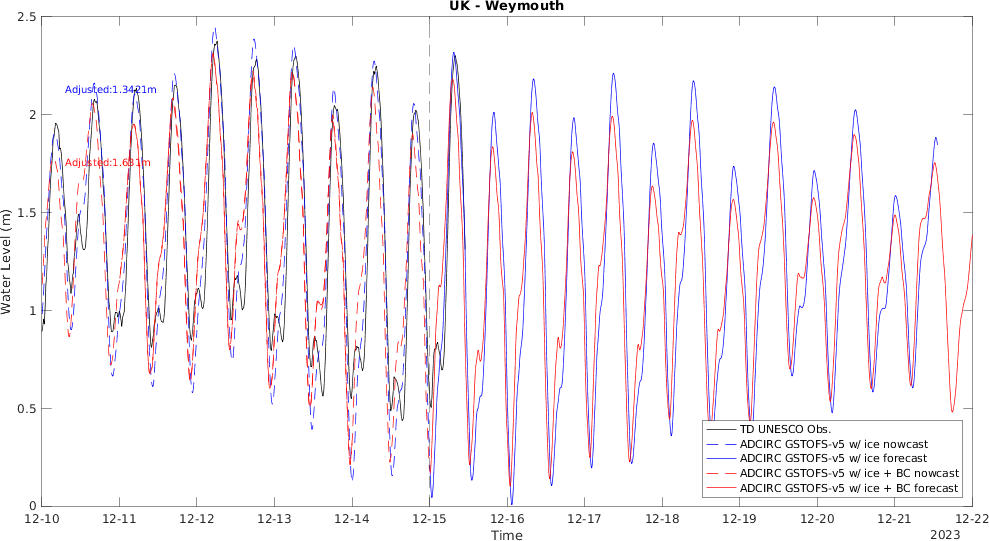 UK - Weymouth
2.5
2
1.5
1
0.5
0
Water Level (m)
Adjusted:1.3421m
Adjusted:1.631m
TD UNESCO Obs.
ADCIRC GSTOFS-v5 w/ ice nowcast
ADCIRC GSTOFS-v5 w/ ice forecast
ADCIRC GSTOFS-v5 w/ ice + BC nowcast
ADCIRC GSTOFS-v5 w/ ice + BC forecast
12-10 12-11 12-12 12-13 12-14 12-15 12-16 12-17 12-18 12-19 12-20 12-21 12-22
Time
2023